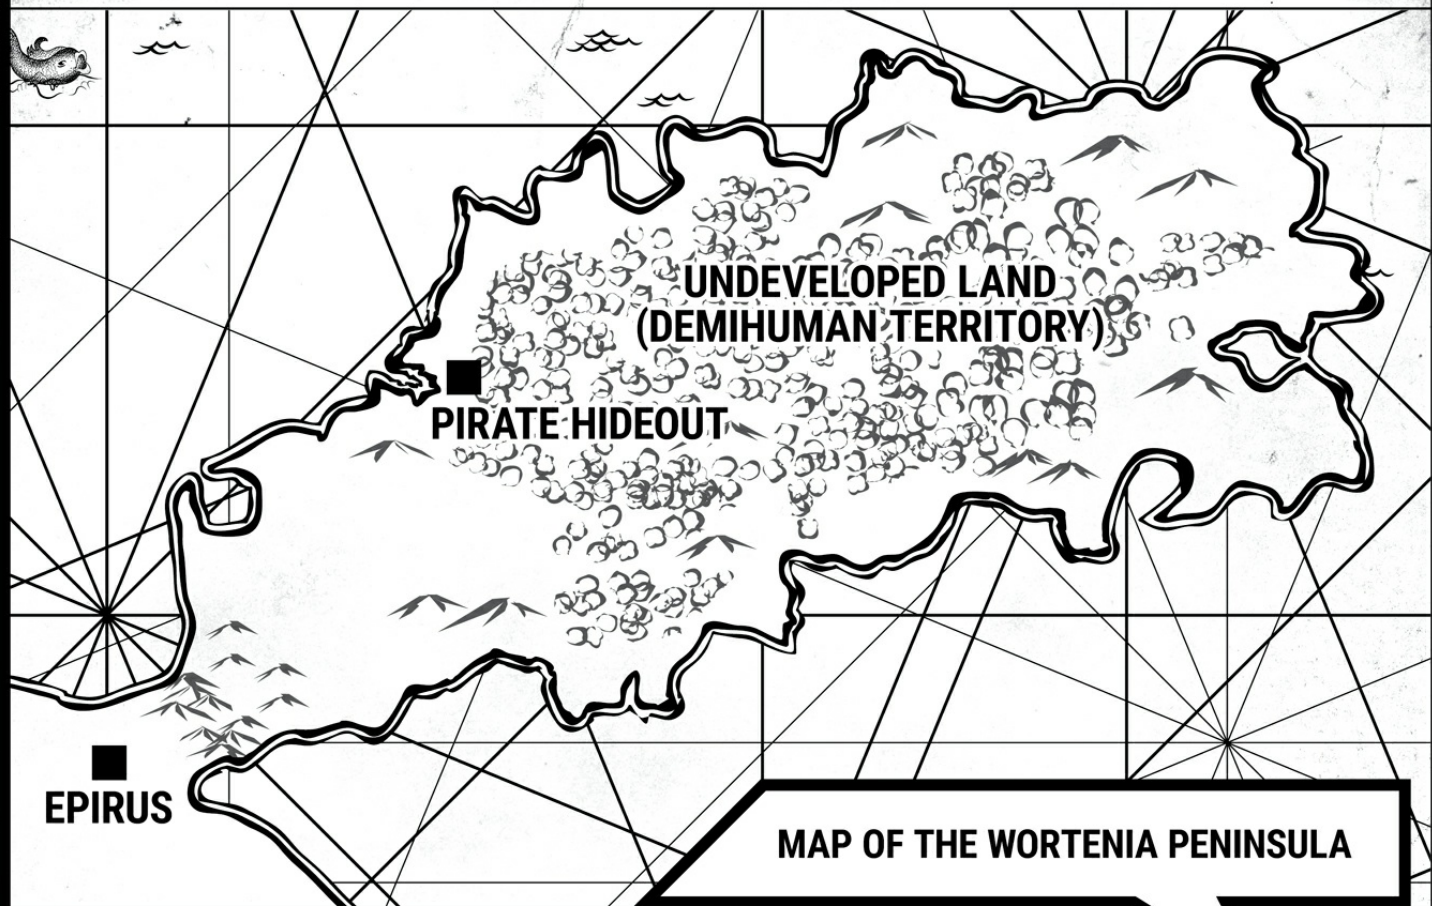 UNDEVELOPED LAND
(DEMIHUMAN TERRITORY)
PIRATE HIDEOUT
EPIRUS
MAP OF THE WORTENIA PENINSULA